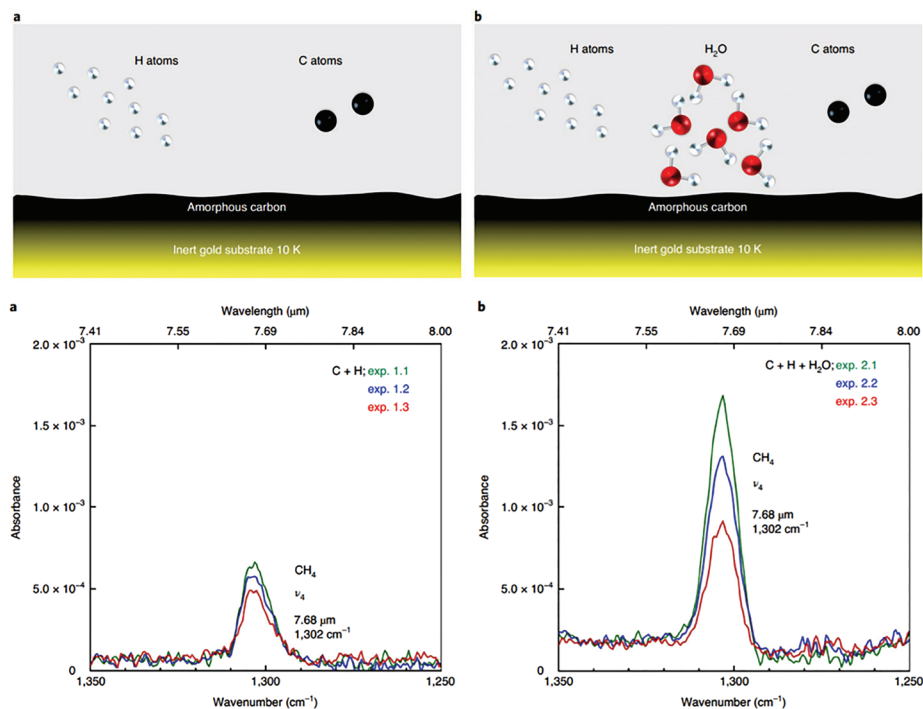 a
H atoms
C atoms
Amorphous carbon
Inert gold substrate 10 K
b
H atoms
H₂O
C atoms
Amorphous carbon
Inert gold substrate 10 K
a
Wavelength (μm)
7.41 7.55 7.69 7.84 8.00
2.0 × 10⁻³
1.5 × 10⁻³
1.0 × 10⁻³
5.0 × 10⁻⁴
0
Absorbance
C + H; exp. 1.1
exp. 1.2
exp. 1.3
CH₄
ν₄
7.68 μm
1,302 cm⁻¹
1,350 1,300 1,250
Wavenumber (cm⁻¹)
b
Wavelength (μm)
7.41 7.55 7.69 7.84 8.00
2.0 × 10⁻³
1.5 × 10⁻³
1.0 × 10⁻³
5.0 × 10⁻⁴
0
Absorbance
C + H + H₂O; exp. 2.1
exp. 2.2
exp. 2.3
CH₄
ν₄
7.68 μm
1,302 cm⁻¹
1,350 1,300 1,250
Wavenumber (cm⁻¹)